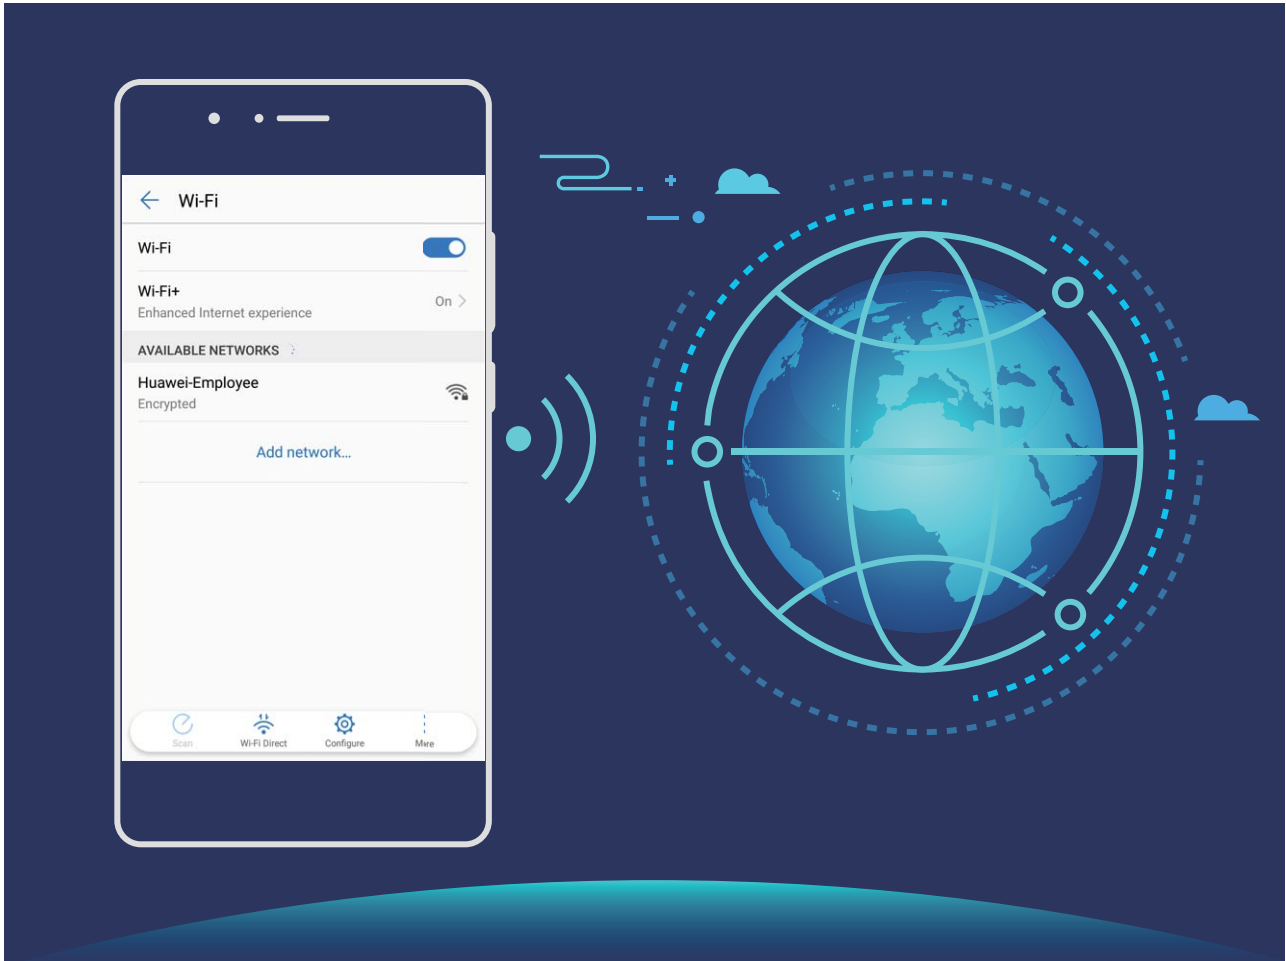 Wi-Fi
Wi-Fi
Wi-Fi+
Enhanced Internet experience
On
AVAILABLE NETWORKS
Huawei-Employee
Encrypted
Add network...
Scan
Wi-Fi Direct
Configure
More